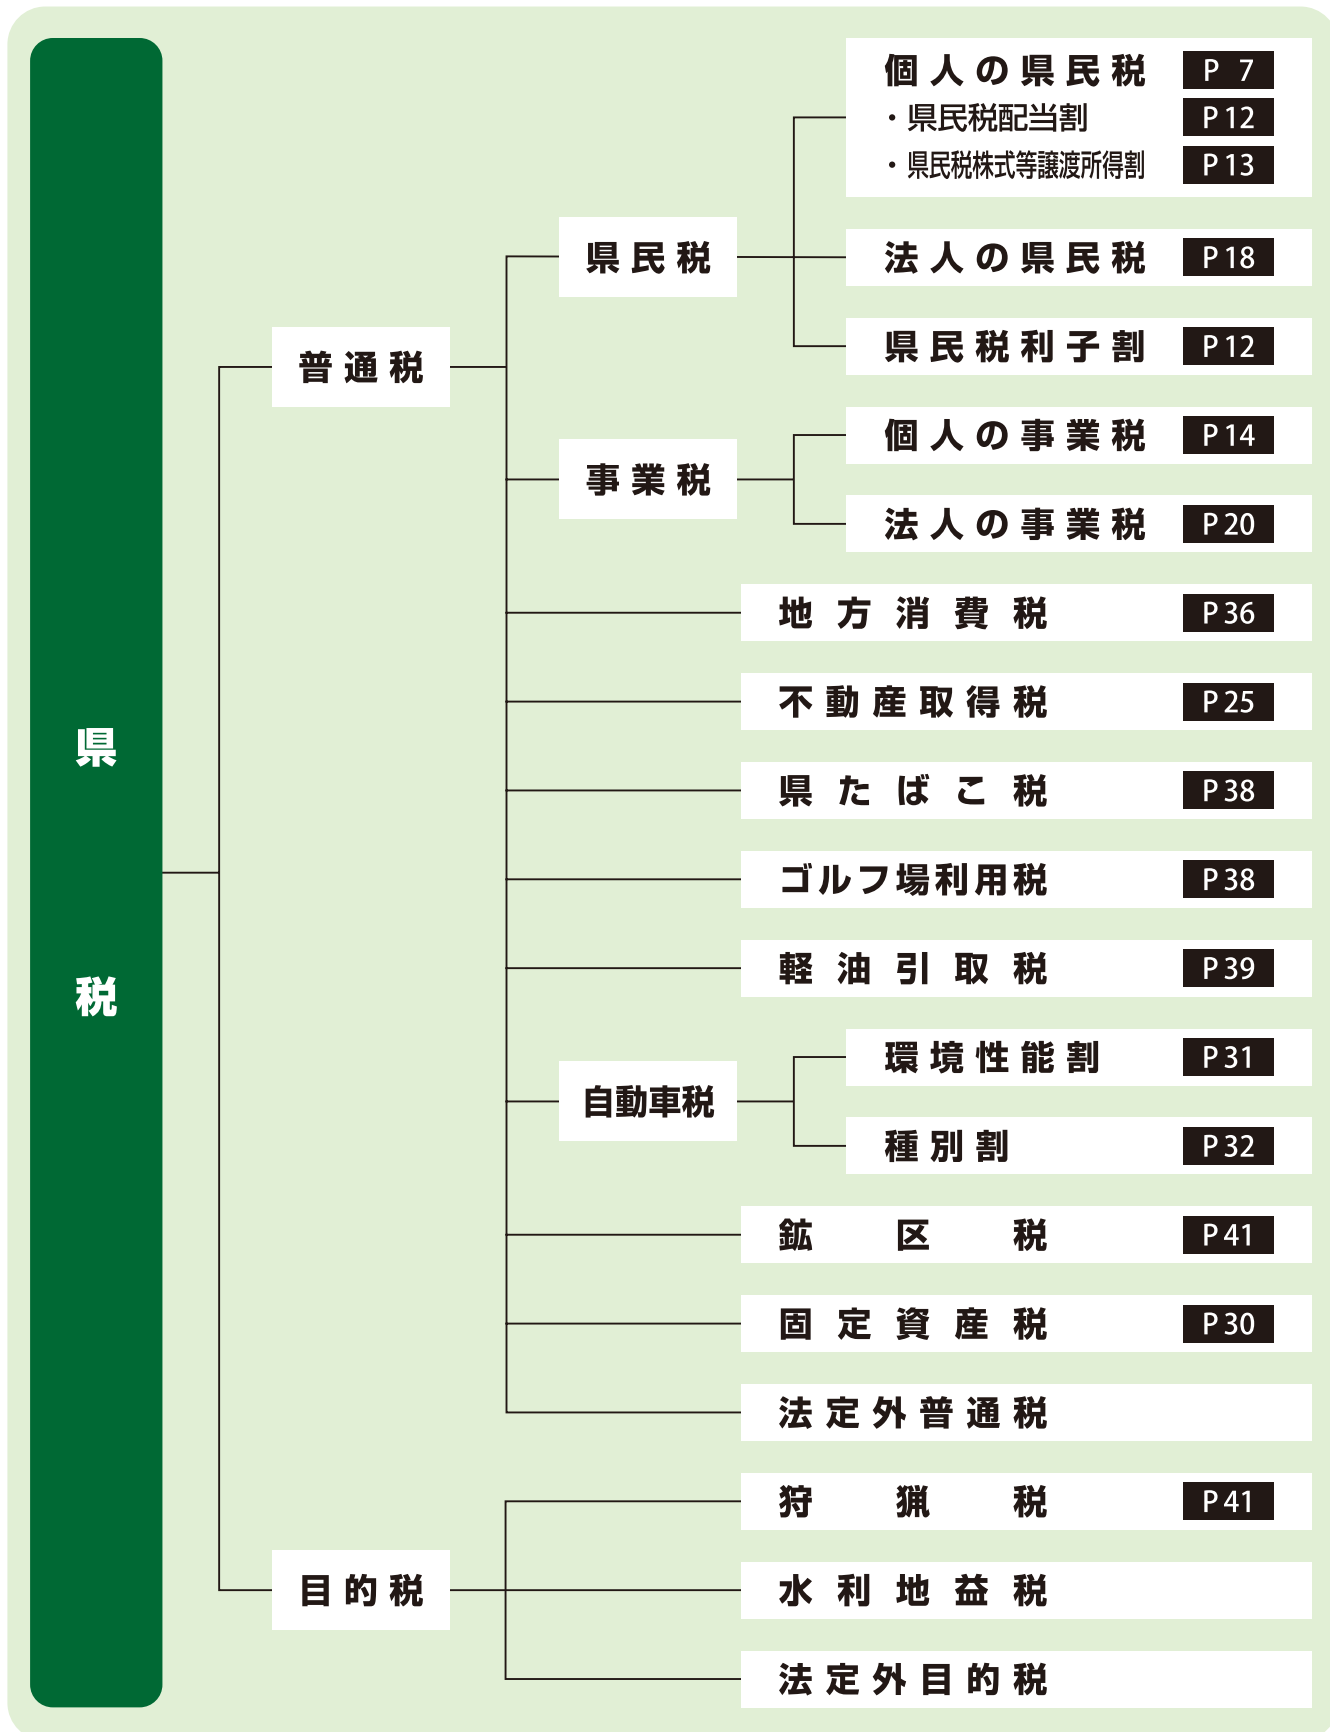 県税
普通税
県民税
個人の県民税 P 7
・県民税配当割 P12
・県民税株式等譲渡所得割 P13
法人の県民税 P18
県民税利子割 P12
事業税
個人の事業税 P14
法人の事業税 P20
地方消費税 P36
不動産取得税 P25
県たばこ税 P38
ゴルフ場利用税 P38
軽油引取税 P39
自動車税
環境性能割 P31
種別割 P32
鉱区税 P41
固定資産税 P30
法定外普通税
目的税
狩猟税 P41
水利地益税
法定外目的税